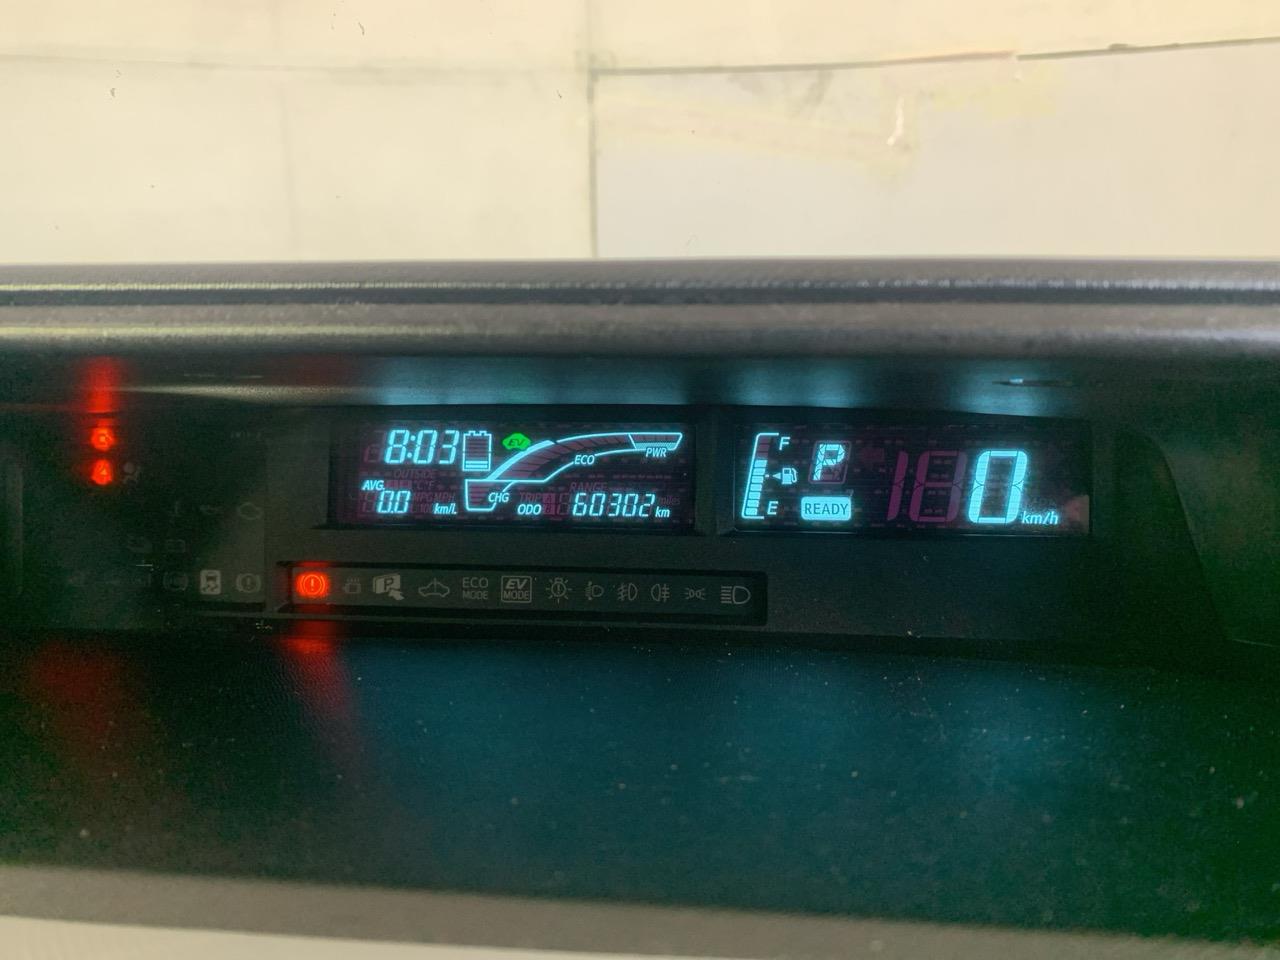 8:03
EV
ECO
PWR
OUTSIDE
AVG
0.0 km/L
CHG
TRIP
RANGE
ODO 60302 km
F
P
E
READY
180 km/h
P
ECO MODE
EV MODE